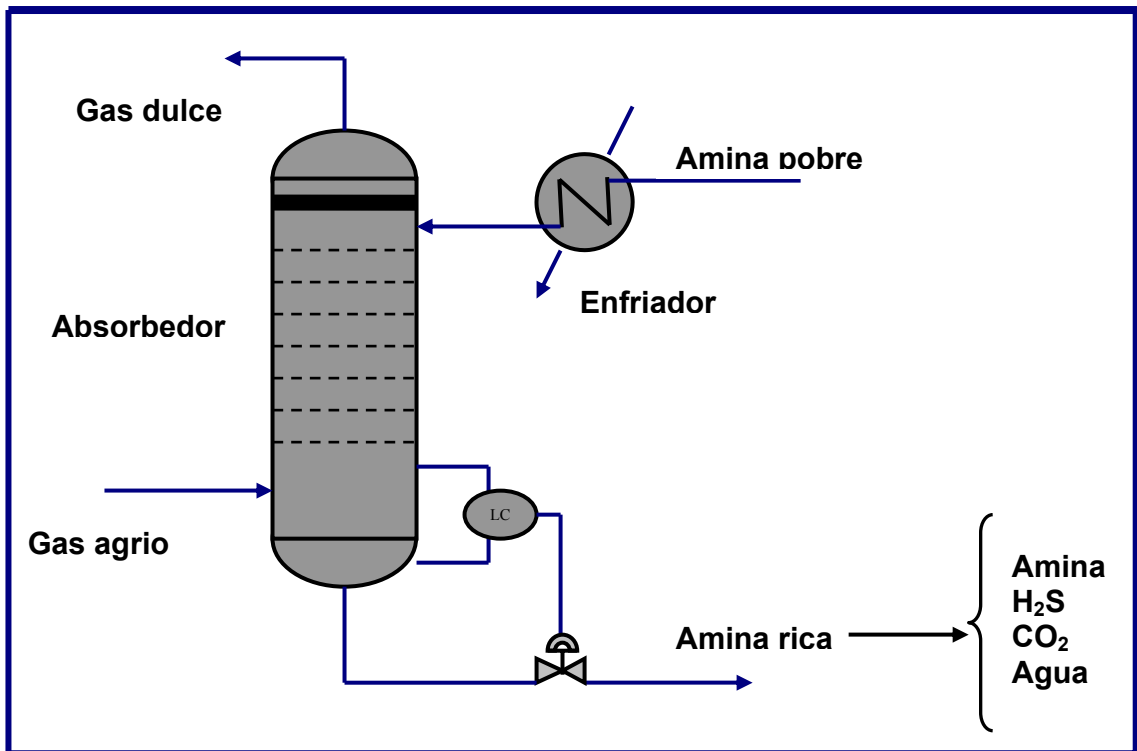 Gas dulce
Amina pobre
Enfriador
Absorbedor
LC
Gas agrio
Amina rica
Amina
H₂S
CO₂
Agua